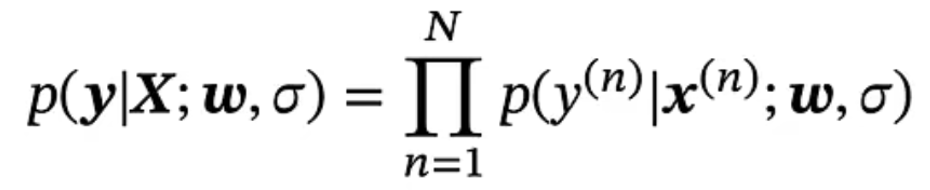 p(y|X; w, σ) = ∏_{n=1}^{N} p(y^{(n)}|x^{(n)}; w, σ)